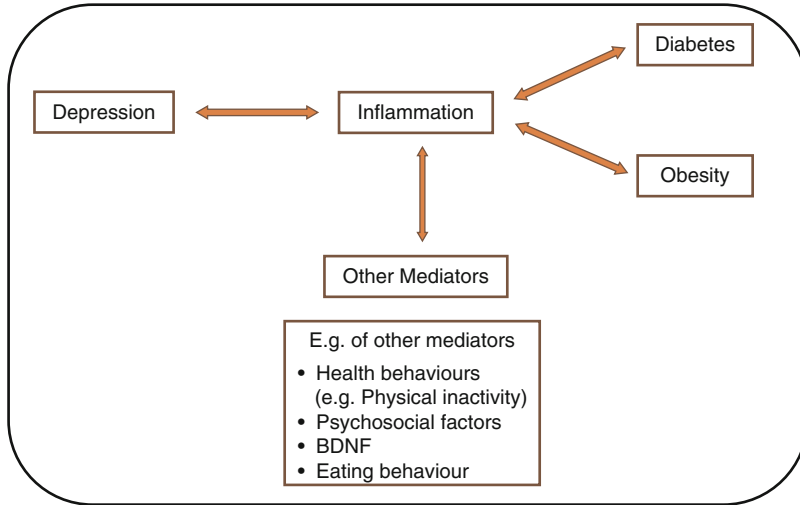 Diabetes
Depression
Inflammation
Obesity
Other Mediators
E.g. of other mediators
• Health behaviours
(e.g. Physical inactivity)
• Psychosocial factors
• BDNF
• Eating behaviour